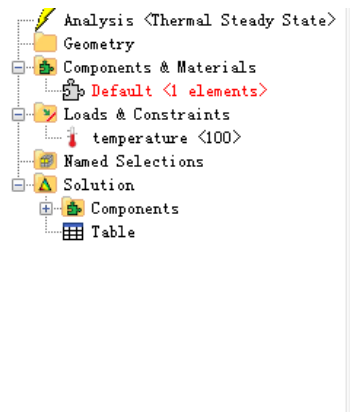 Analysis <Thermal Steady State>
Geometry
Components & Materials
Default <1 elements>
Loads & Constraints
temperature <100>
Named Selections
Solution
Components
Table